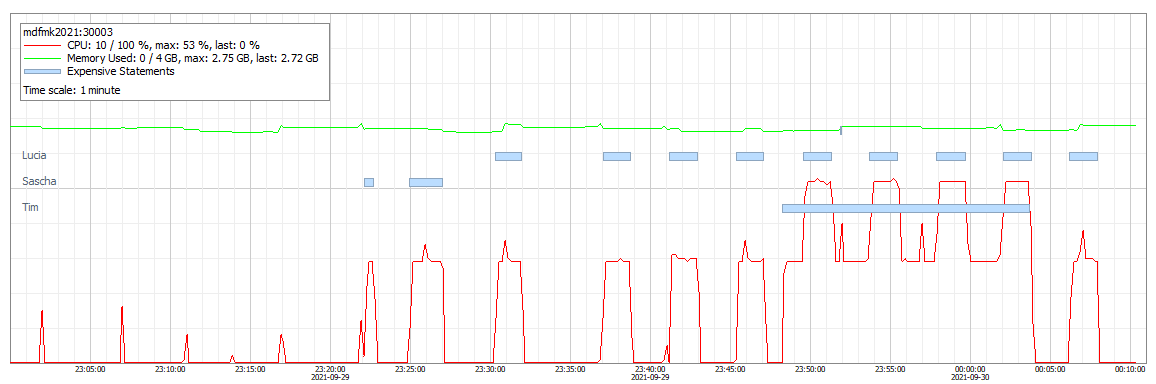 mdfmk2021:30003
CPU: 10 / 100 %, max: 53 %, last: 0 %
Memory Used: 0 / 4 GB, max: 2.75 GB, last: 2.72 GB
Expensive Statements
Time scale: 1 minute
Lucia
Sascha
Tim
23:05:00 23:10:00 23:15:00 23:20:00 23:25:00 23:30:00 23:35:00 23:40:00 23:45:00 23:50:00 23:55:00 00:00:00 00:05:00 00:10:00
2021-09-29 2021-09-29 2021-09-30